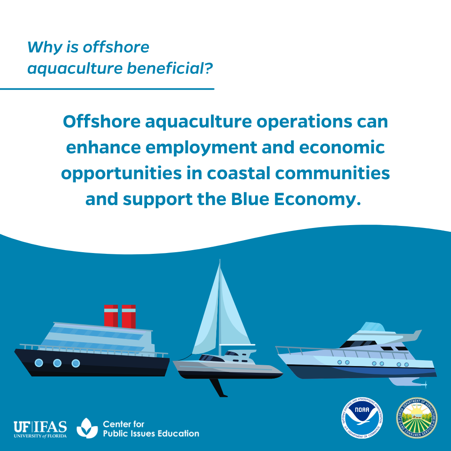 Why is offshore
aquaculture beneficial?
Offshore aquaculture operations can
enhance employment and economic
opportunities in coastal communities
and support the Blue Economy.
UF|IFAS
UNIVERSITY of FLORIDA
Center for
Public Issues Education
NOAA